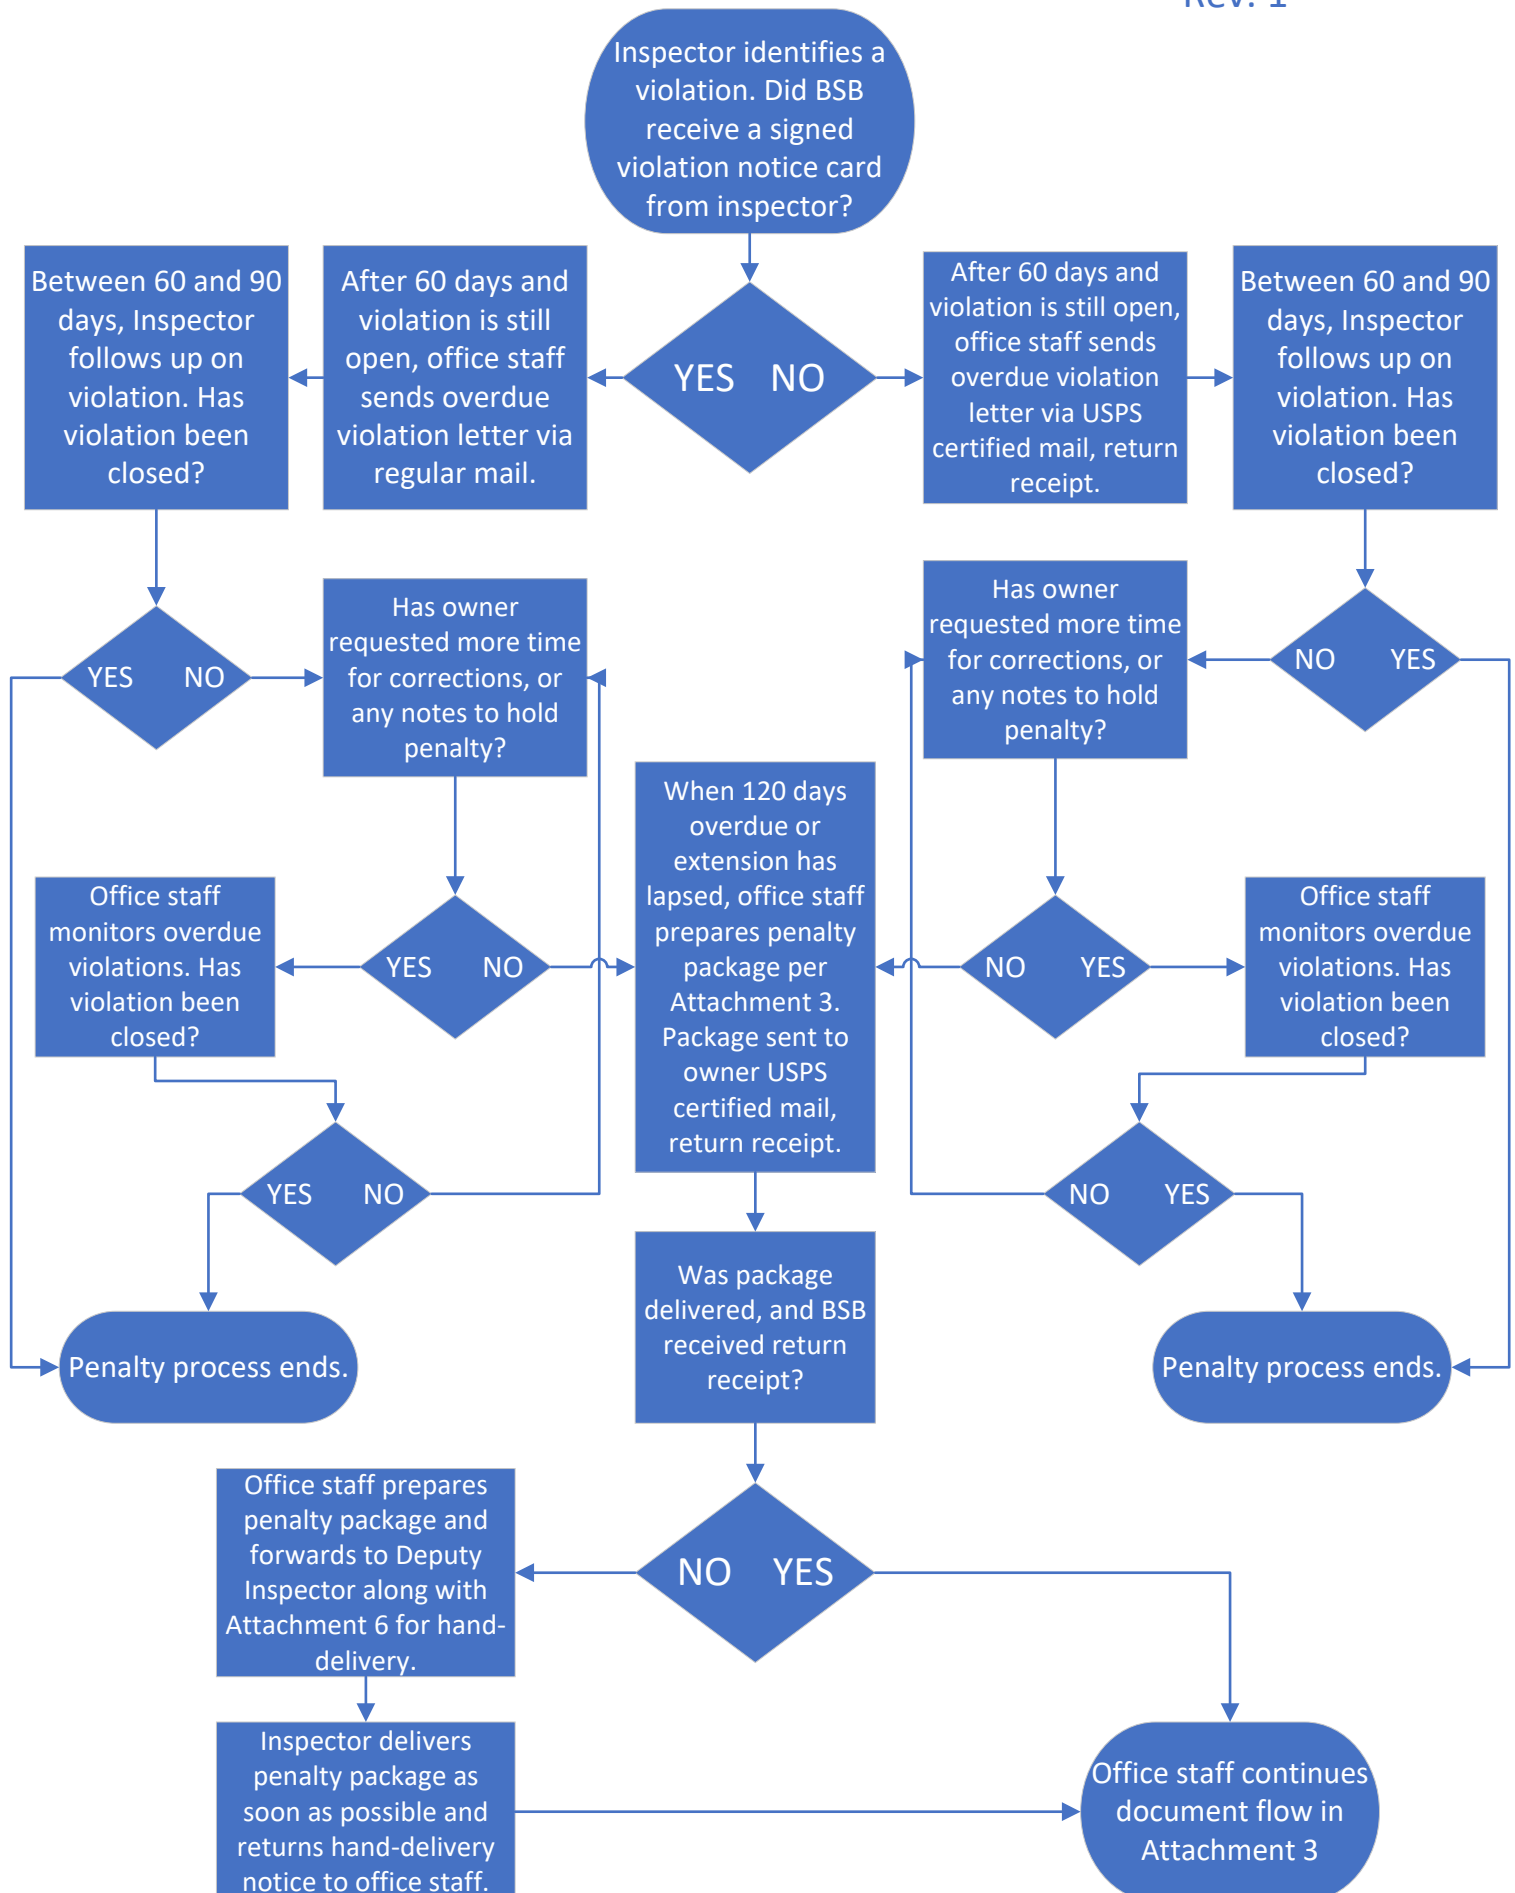 Rev. 1
Inspector identifies a
violation. Did BSB
receive a signed
violation notice card
from inspector?
Between 60 and 90
days, Inspector
follows up on
violation. Has
violation been
closed?
After 60 days and
violation is still
open, office staff
sends overdue
violation letter via
regular mail.
YES NO
After 60 days and
violation is still open,
office staff sends
overdue violation
letter via USPS
certified mail, return
receipt.
Between 60 and 90
days, Inspector
follows up on
violation. Has
violation been
closed?
YES NO
Has owner
requested more time
for corrections, or
any notes to hold
penalty?
Has owner
requested more time
for corrections, or
any notes to hold
penalty?
NO YES
When 120 days
overdue or
extension has
lapsed, office staff
prepares penalty
package per
Attachment 3.
Package sent to
owner USPS
certified mail,
return receipt.
Office staff
monitors overdue
violations. Has
violation been
closed?
YES NO
NO YES
Office staff
monitors overdue
violations. Has
violation been
closed?
YES NO
NO YES
Was package
delivered, and BSB
received return
receipt?
Penalty process ends.
Penalty process ends.
Office staff prepares
penalty package and
forwards to Deputy
Inspector along with
Attachment 6 for hand-
delivery.
NO YES
Inspector delivers
penalty package as
soon as possible and
returns hand-delivery
notice to office staff.
Office staff continues
document flow in
Attachment 3